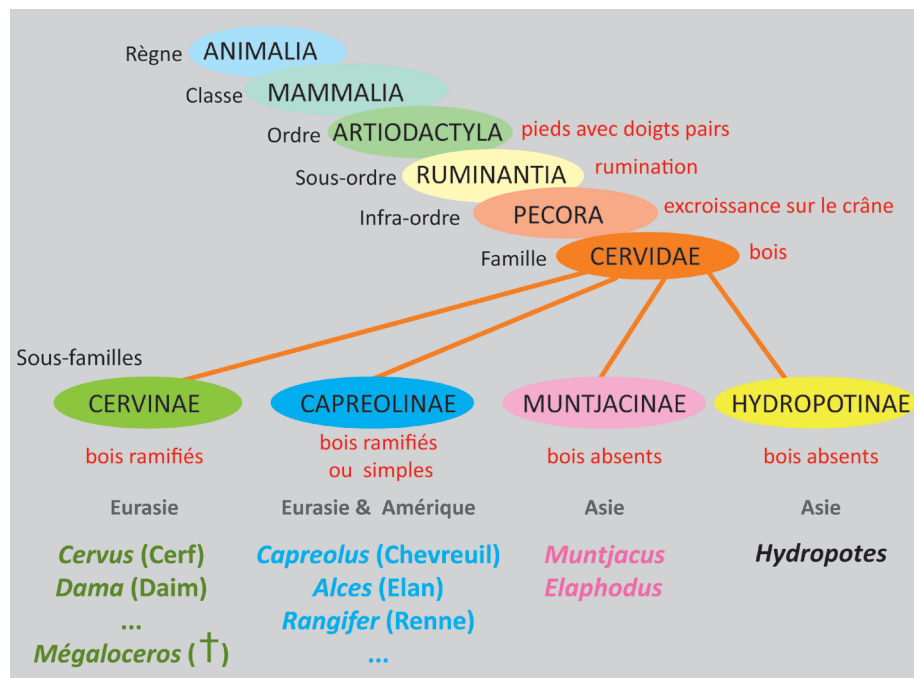 Règne ANIMALIA
Classe MAMMALIA
Ordre ARTIODACTYLA pieds avec doigts pairs
Sous-ordre RUMINANTIA rumination
Infra-ordre PECORA excroissance sur le crâne
Famille CERVIDAE bois
Sous-familles
CERVINAE CAPREOLINAE MUNTJACINAE HYDROPOTINAE
bois ramifiés
bois ramifiés
ou simples
bois absents
bois absents
Eurasie
Eurasie & Amérique
Asie
Asie
Cervus (Cerf)
Dama (Daim)
...
Mégaloceros (†)
Capreolus (Chevreuil)
Alces (Elan)
Rangifer (Renne)
...
Muntjacus
Elaphodus
Hydropotes